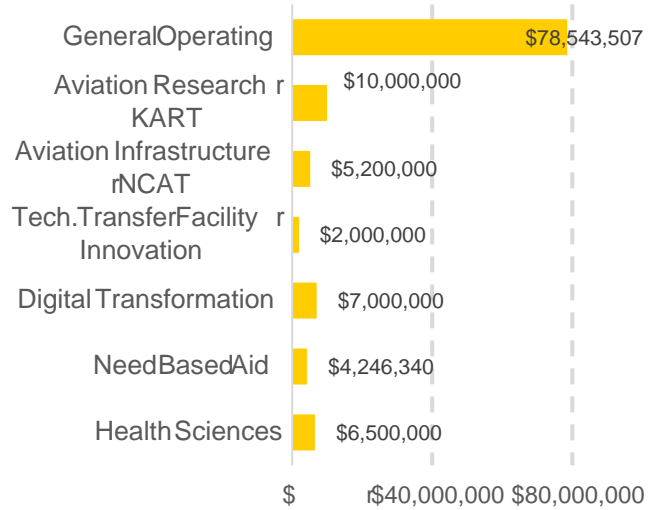 GeneralOperating
$78,543,507
Aviation Research r
KART
$10,000,000
Aviation Infrastructure
rNCAT
$5,200,000
Tech.TransferFacility r
Innovation
$2,000,000
Digital Transformation
$7,000,000
NeedBasedAid
$4,246,340
HealthSciences
$6,500,000
$ r$40,000,000 $80,000,000